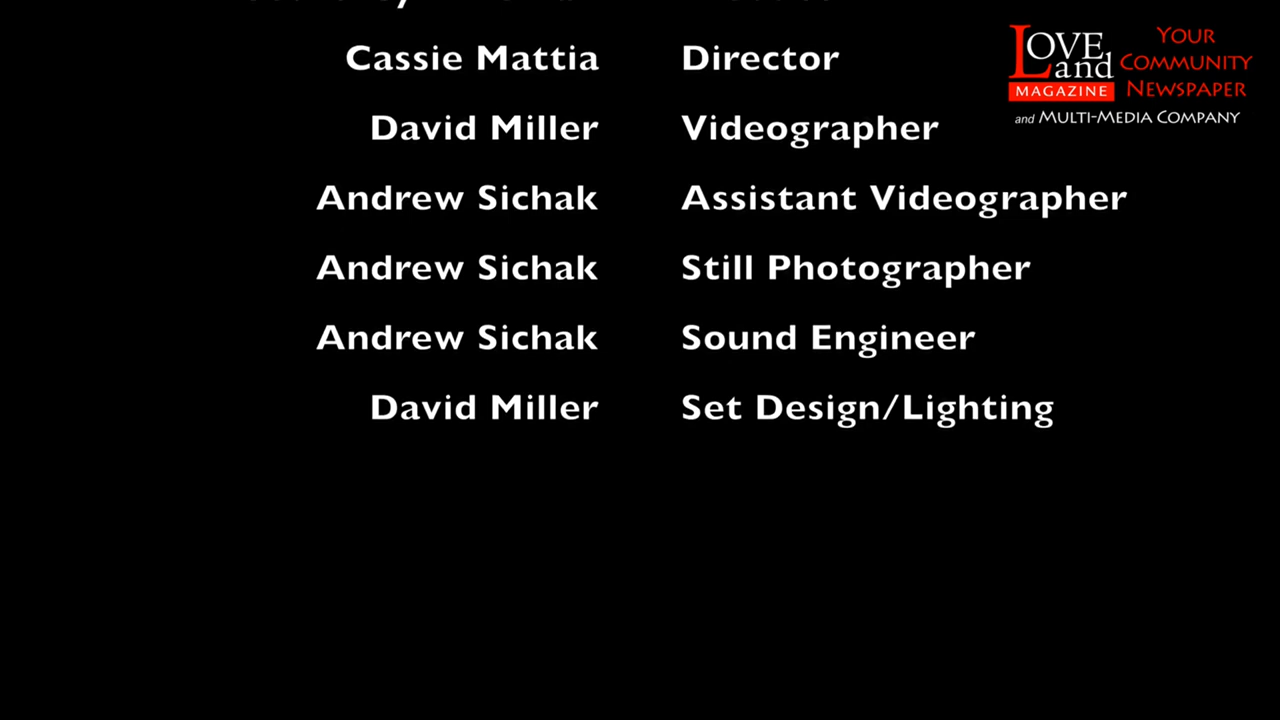 Cassie Mattia Director
David Miller Videographer
Andrew Sichak Assistant Videographer
Andrew Sichak Still Photographer
Andrew Sichak Sound Engineer
David Miller Set Design/Lighting
LOVE and
MAGAZINE
YOUR
COMMUNITY
NEWSPAPER
and MULTI-MEDIA COMPANY